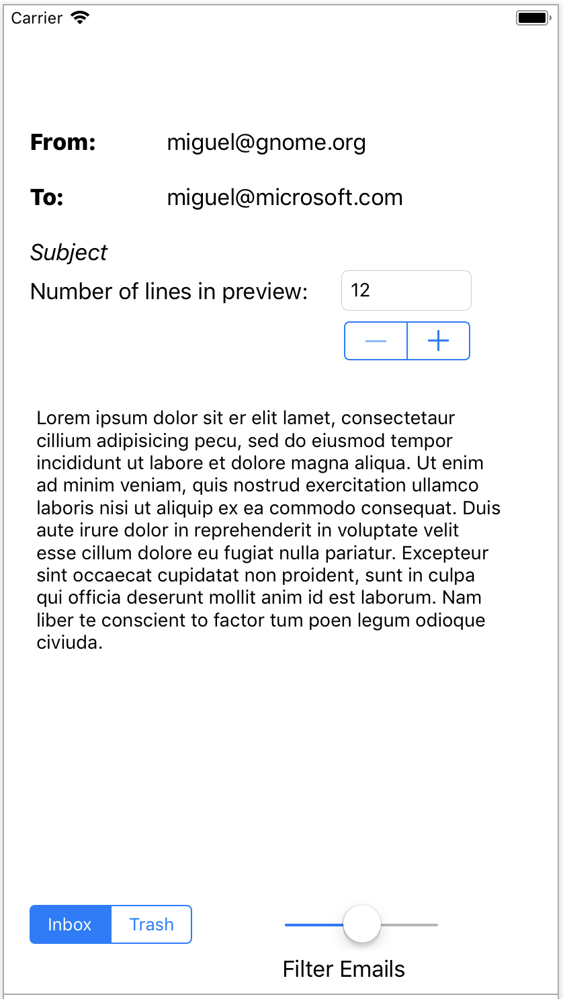 Carrier
From: miguel@gnome.org
To: miguel@microsoft.com
Subject
Number of lines in preview: 12
Lorem ipsum dolor sit er elit lamet, consectetaur
cillium adipisicing pecu, sed do eiusmod tempor
incididunt ut labore et dolore magna aliqua. Ut enim
ad minim veniam, quis nostrud exercitation ullamco
laboris nisi ut aliquip ex ea commodo consequat. Duis
aute irure dolor in reprehenderit in voluptate velit
esse cillum dolore eu fugiat nulla pariatur. Excepteur
sint occaecat cupidatat non proident, sunt in culpa
qui officia deserunt mollit anim id est laborum. Nam
liber te conscient to factor tum poen legum odioque
civiuda.
Inbox Trash
Filter Emails